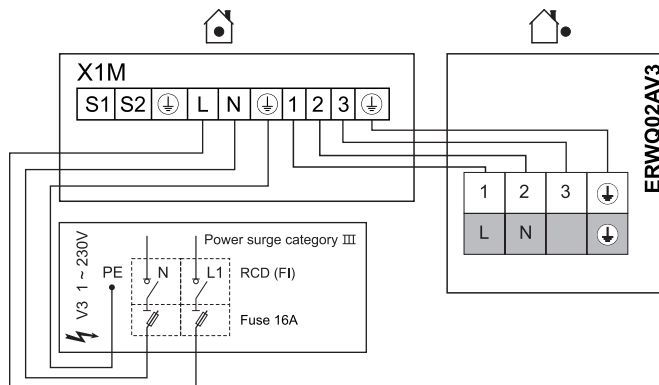 X1M
S1 S2 L N 1 2 3
ERWQ02AV3
1 2 3
L N
Power surge category III
V3 1 ~ 230V
PE N L1 RCD (FI)
Fuse 16A